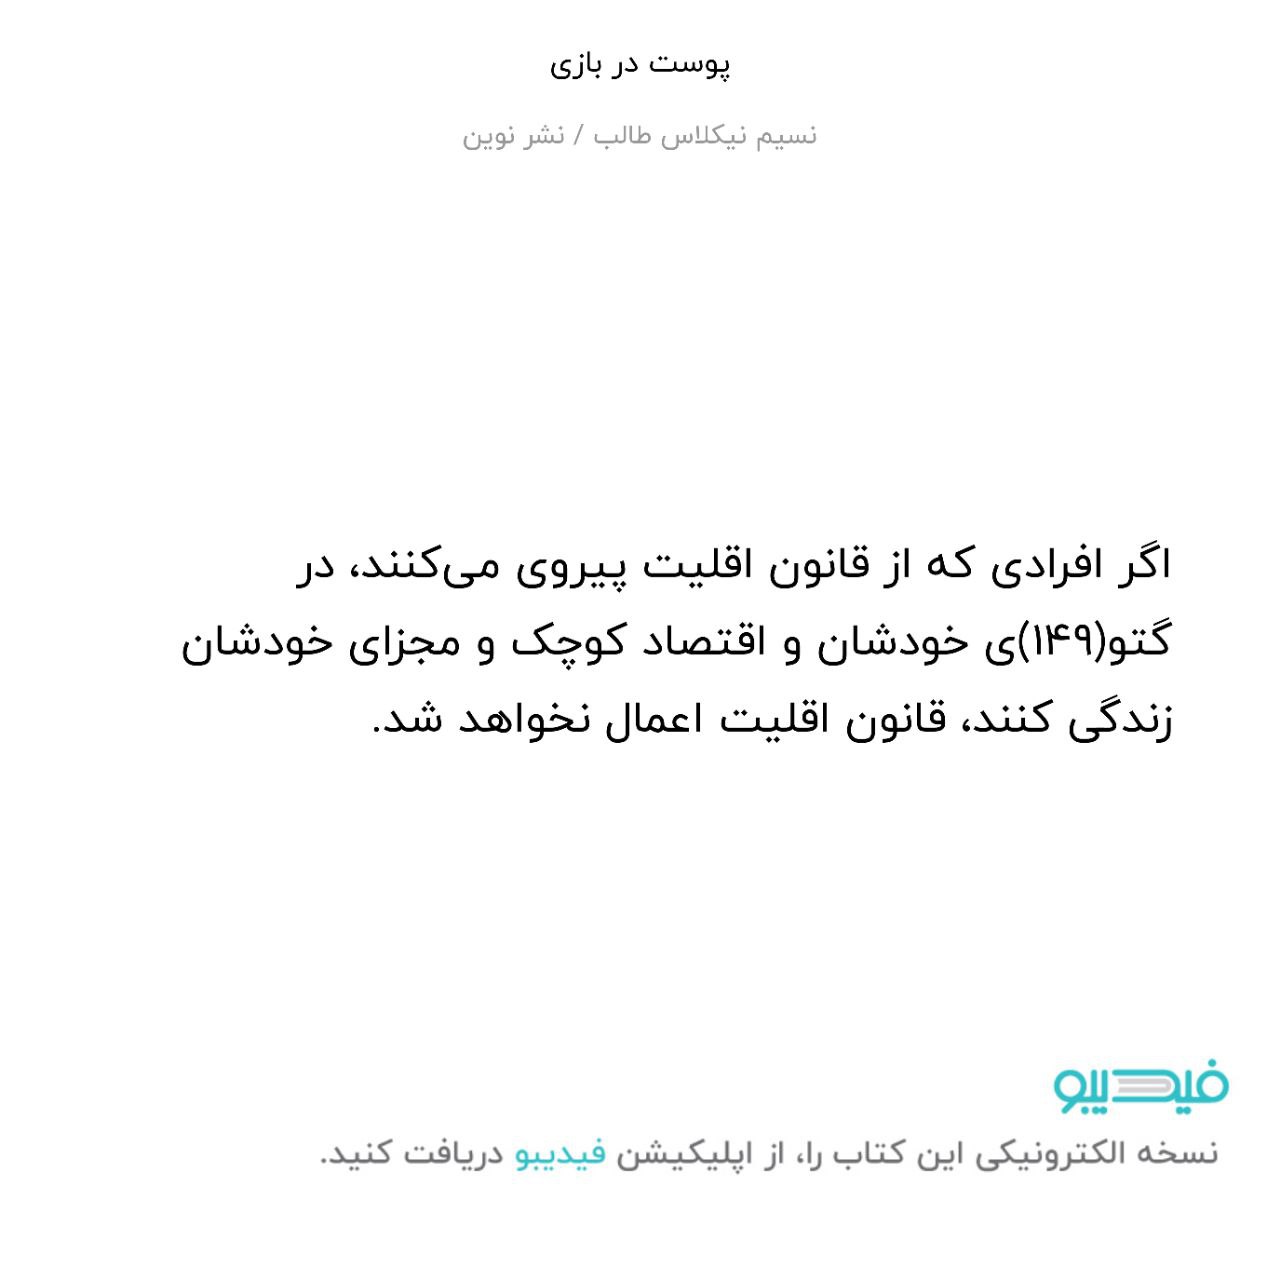 پوست در بازی
نسیم نیکلاس طالب / نشر نوین
اگر افرادی که از قانون اقلیت پیروی می‌کنند، در
گتو(۱۴۹)ی خودشان و اقتصاد کوچک و مجزای خودشان
زندگی کنند، قانون اقلیت اعمال نخواهد شد.
فیدیبو
نسخه الکترونیکی این کتاب را، از اپلیکیشن فیدیبو دریافت کنید.